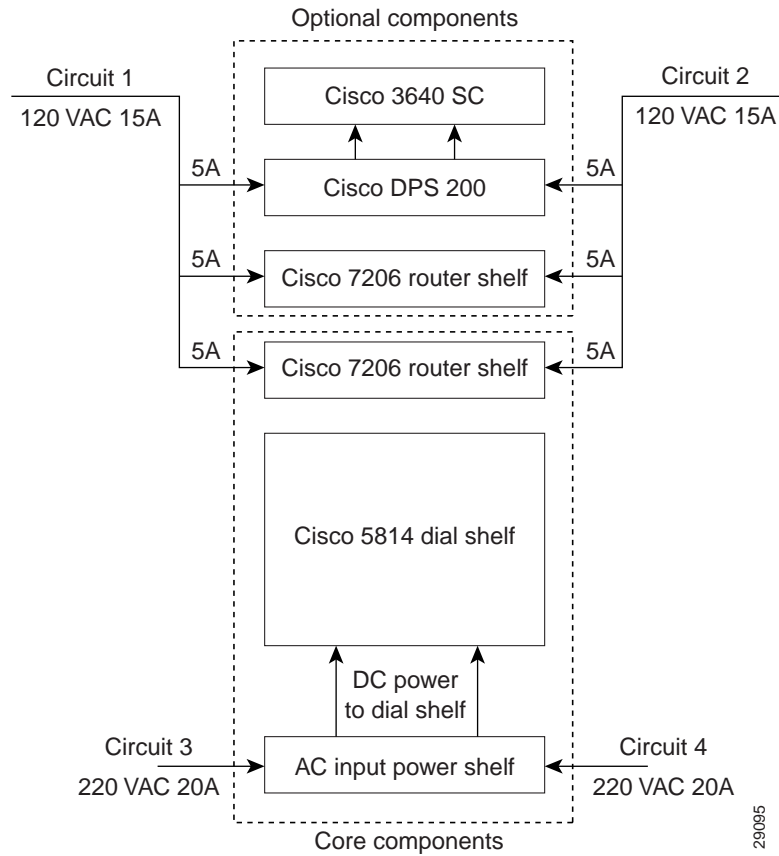 Optional components
Circuit 1
120 VAC 15A
Circuit 2
120 VAC 15A
Cisco 3640 SC
5A
Cisco DPS 200
5A
5A
Cisco 7206 router shelf
5A
5A
Cisco 7206 router shelf
5A
Cisco 5814 dial shelf
DC power
to dial shelf
Circuit 3
220 VAC 20A
AC input power shelf
Circuit 4
220 VAC 20A
Core components
29095